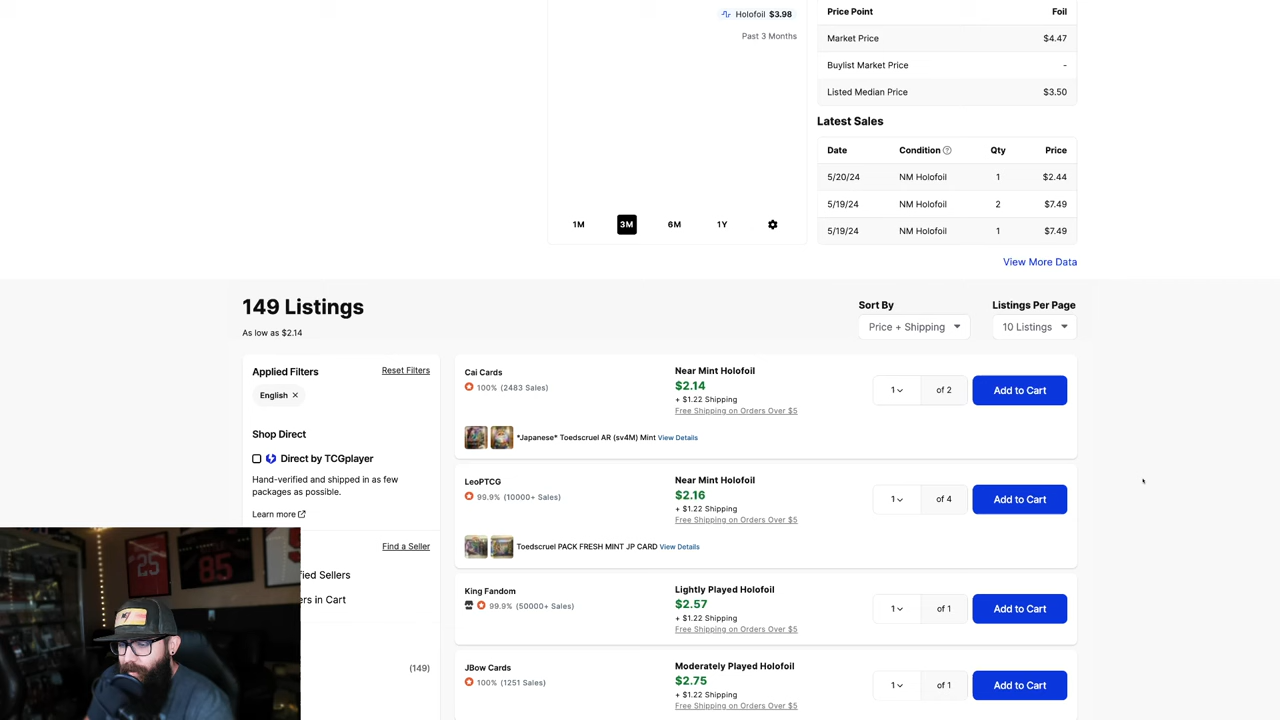 Holofoil $3.98
Past 3 Months
1M 3M 6M 1Y
Price Point Foil
Market Price $4.47
Buylist Market Price -
Listed Median Price $3.50
Latest Sales
Date Condition Qty Price
5/20/24 NM Holofoil 1 $2.44
5/19/24 NM Holofoil 2 $7.49
5/19/24 NM Holofoil 1 $7.49
View More Data
149 Listings
As low as $2.14
Sort By
Price + Shipping
Listings Per Page
10 Listings
Applied Filters Reset Filters
English ×
Shop Direct
Direct by TCGplayer
Hand-verified and shipped in as few
packages as possible.
Learn more
Find a Seller
fied Sellers
ers in Cart
(149)
Cai Cards
100% (2483 Sales)
Near Mint Holofoil
$2.14
+ $1.22 Shipping
Free Shipping on Orders Over $5
1 of 2 Add to Cart
*Japanese* Toedscruel AR (sv4M) Mint View Details
LeoPTCG
99.9% (10000+ Sales)
Near Mint Holofoil
$2.16
+ $1.22 Shipping
Free Shipping on Orders Over $5
1 of 4 Add to Cart
Toedscruel PACK FRESH MINT JP CARD View Details
King Fandom
99.9% (50000+ Sales)
Lightly Played Holofoil
$2.57
+ $1.22 Shipping
Free Shipping on Orders Over $5
1 of 1 Add to Cart
JBow Cards
100% (1251 Sales)
Moderately Played Holofoil
$2.75
+ $1.22 Shipping
Free Shipping on Orders Over $5
1 of 1 Add to Cart
25
85